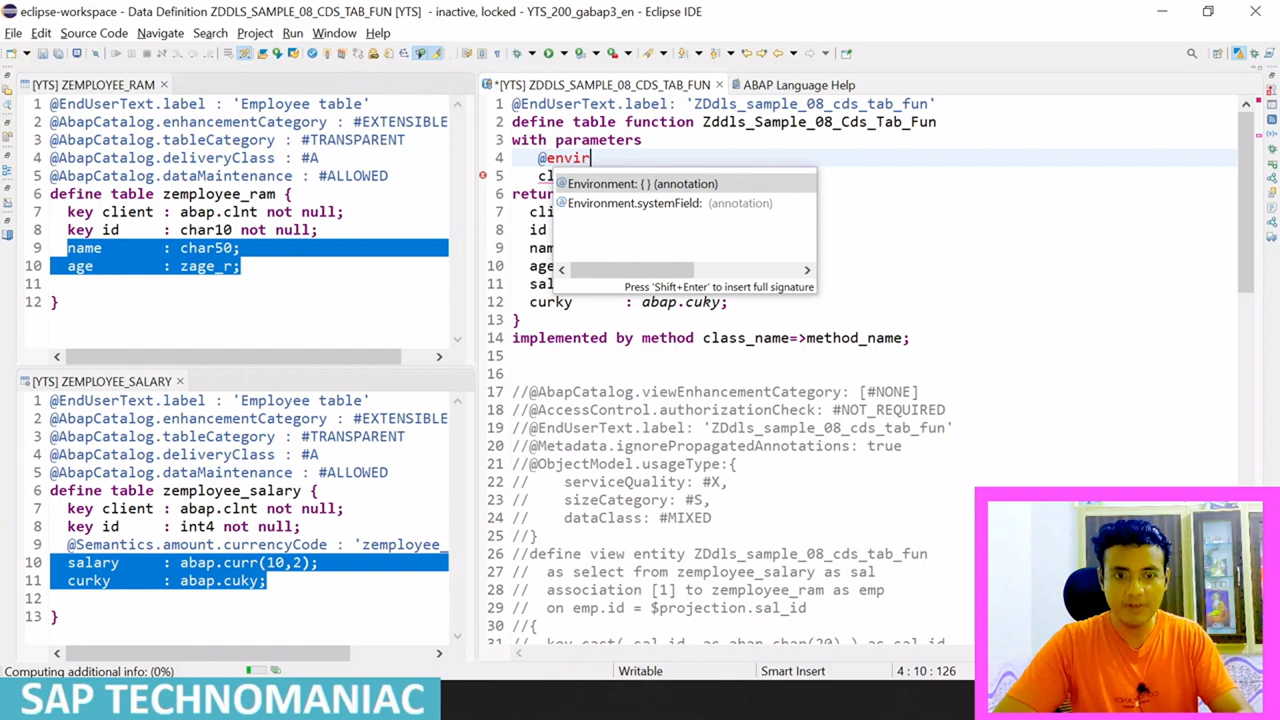 eclipse-workspace - Data Definition ZDDLS_SAMPLE_08_CDS_TAB_FUN [YTS] - inactive, locked - YTS_200_gabap3_en - Eclipse IDE
File Edit Source Code Navigate Search Project Run Window Help
[YTS] ZEMPLOYEE_RAM
1 @EndUserText.label : 'Employee table'
2 @AbapCatalog.enhancementCategory : #EXTENSIBLE
3 @AbapCatalog.tableCategory : #TRANSPARENT
4 @AbapCatalog.deliveryClass : #A
5 @AbapCatalog.dataMaintenance : #ALLOWED
6 define table zemployee_ram {
7 key client : abap.clnt not null;
8 key id : char10 not null;
9 name : char50;
10 age : zage_r;
11
12 }
[YTS] ZEMPLOYEE_SALARY
1 @EndUserText.label : 'Employee table'
2 @AbapCatalog.enhancementCategory : #EXTENSIBLE
3 @AbapCatalog.tableCategory : #TRANSPARENT
4 @AbapCatalog.deliveryClass : #A
5 @AbapCatalog.dataMaintenance : #ALLOWED
6 define table zemployee_salary {
7 key client : abap.clnt not null;
8 key id : int4 not null;
9 @Semantics.amount.currencyCode : 'zemployee_
10 salary : abap.curr(10,2);
11 curky : abap.cuky;
12
13 }
*[YTS] ZDDLS_SAMPLE_08_CDS_TAB_FUN ABAP Language Help
1 @EndUserText.label: 'ZDdls_sample_08_cds_tab_fun'
2 define table function Zddls_Sample_08_Cds_Tab_Fun
3 with parameters
4 @envir
5 cl
6 retur
7 cli
8 id
9 nam
10 age
11 sal
12 curky : abap.cuky;
13 }
14 implemented by method class_name=>method_name;
15
17 //@AbapCatalog.viewEnhancementCategory: [#NONE]
18 //@AccessControl.authorizationCheck: #NOT_REQUIRED
19 //@EndUserText.label: 'ZDdls_sample_08_cds_tab_fun'
20 //@Metadata.ignorePropagatedAnnotations: true
21 //@ObjectModel.usageType:{
22 // serviceQuality: #X,
23 // sizeCategory: #S,
24 // dataClass: #MIXED
25 //}
26 //define view entity ZDdls_sample_08_cds_tab_fun
27 // as select from zemployee_salary as sal
28 // association [1] to zemployee_ram as emp
29 // on emp.id = $projection.sal_id
30 //{
31 // key cast( sal.id as abap.char(20) ) as sal_id
@Environment: { } (annotation)
@Environment.systemField: (annotation)
Press 'Shift+Enter' to insert full signature
Computing additional info: (0%) Writable Smart Insert 4 : 10 : 126
SAP TECHNOMANIAC